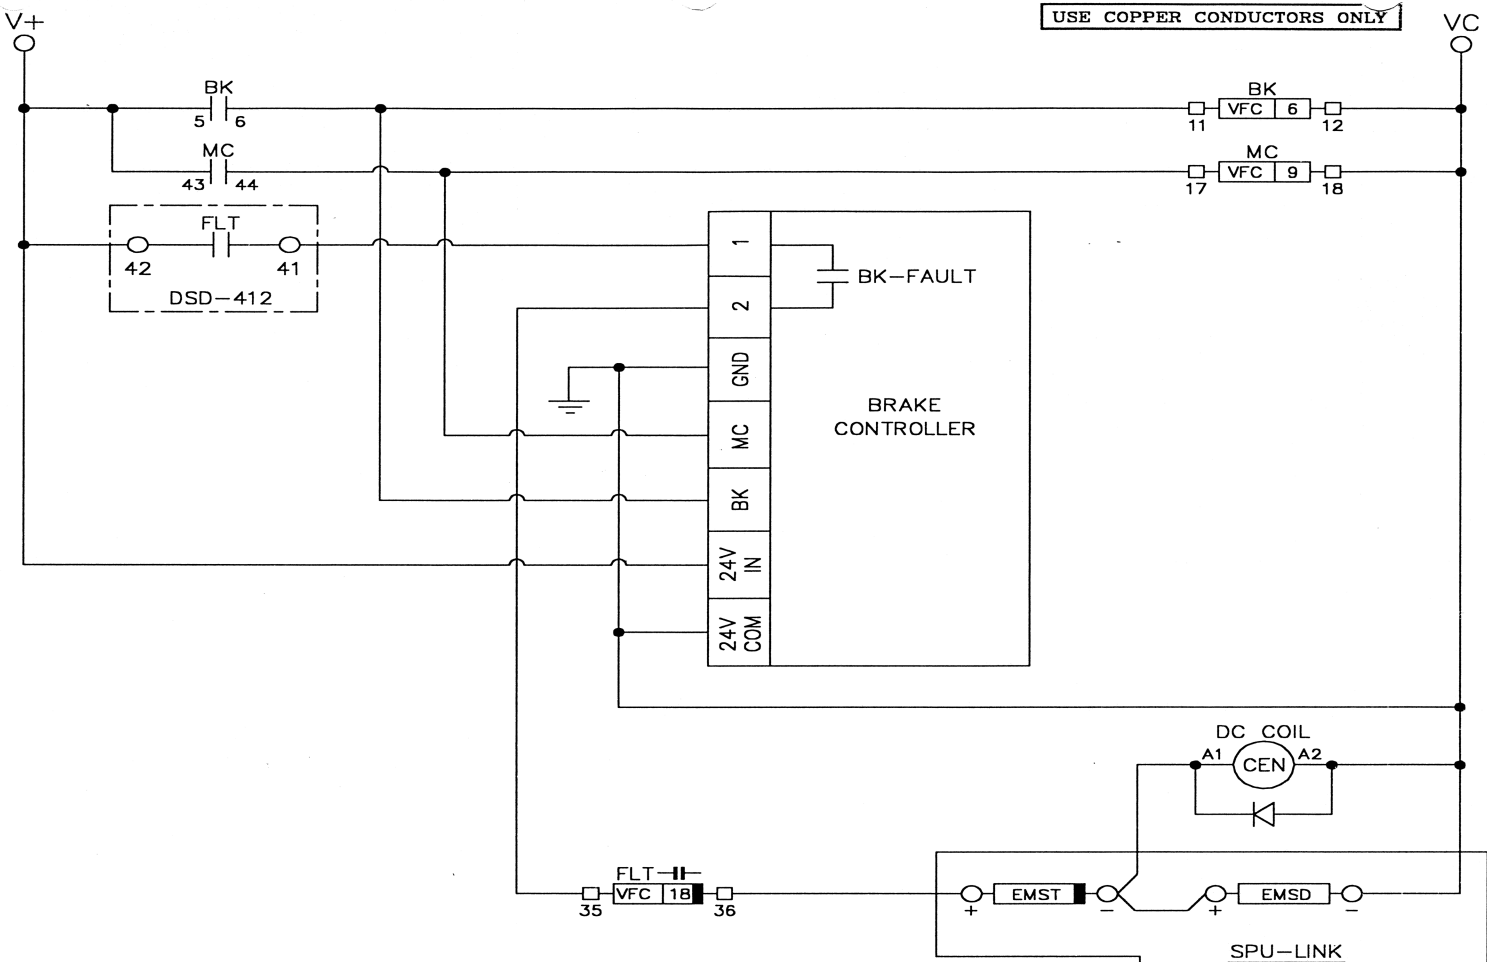 V+
USE COPPER CONDUCTORS ONLY
VC
BK
5 6
BK
VFC 6
11 12
MC
43 44
MC
VFC 9
17 18
FLT
42 41
DSD-412
1
2
GND
MC
BK
24V IN
24V COM
BK-FAULT
BRAKE
CONTROLLER
DC COIL
A1 CEN A2
FLT
VFC 18
35 36
EMST
+ -
EMSD
+ -
SPU-LINK